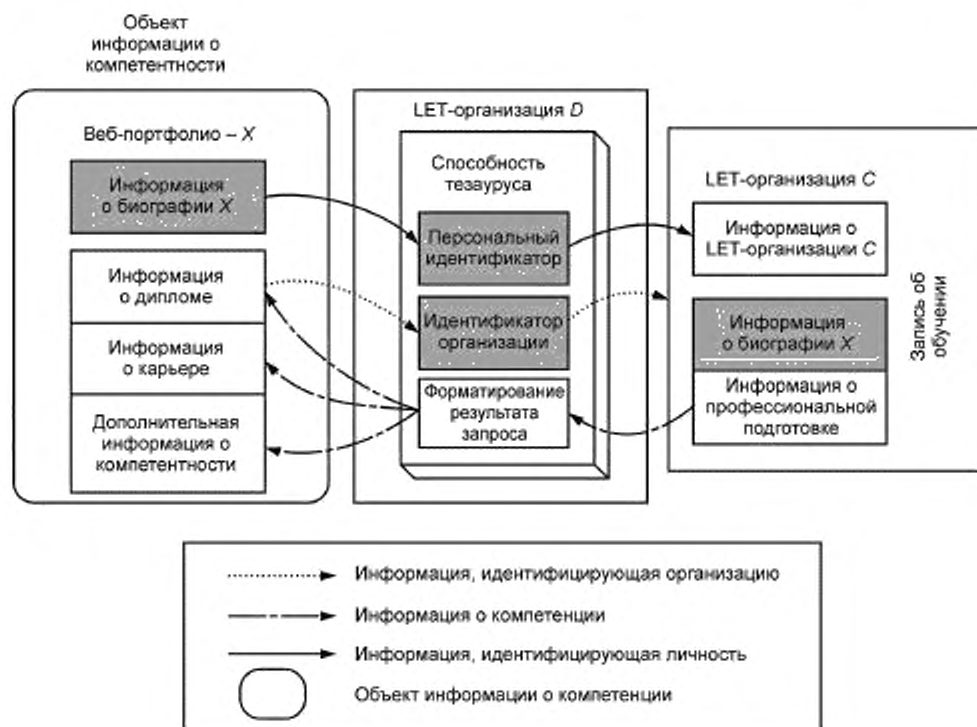 Объект
информации о
компетентности
Веб-портфолио – X
Информация
о биографии X
Информация
о дипломе
Информация
о карьере
Дополнительная
информация о
компетентности
LET-организация D
Способность
тезауруса
Персональный
идентификатор
Идентификатор
организации
Форматирование
результата
запроса
LET-организация C
Информация о
LET-организации C
Информация
о биографии X
Информация о
профессиональной
подготовке
Запись об
обучении
Информация, идентифицирующая организацию
Информация о компетенции
Информация, идентифицирующая личность
Объект информации о компетенции